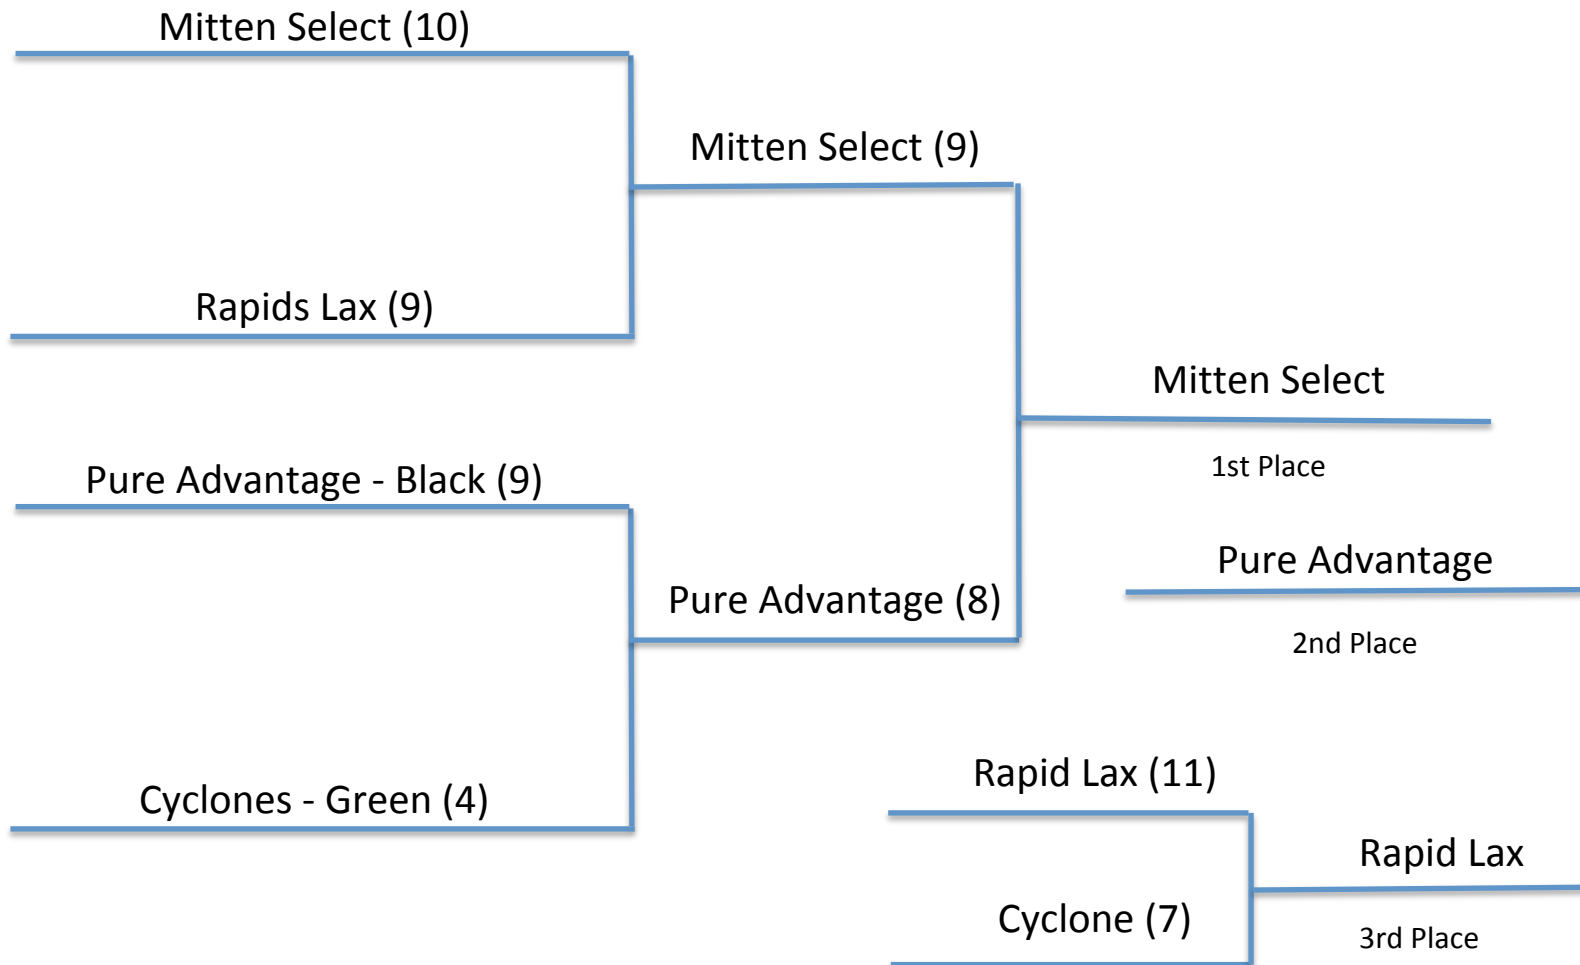 Mitten Select (10)
Mitten Select (9)
Rapids Lax (9)
Mitten Select
1st Place
Pure Advantage - Black (9)
Pure Advantage
Pure Advantage (8)
2nd Place
Rapid Lax (11)
Cyclones - Green (4)
Rapid Lax
Cyclone (7)
3rd Place